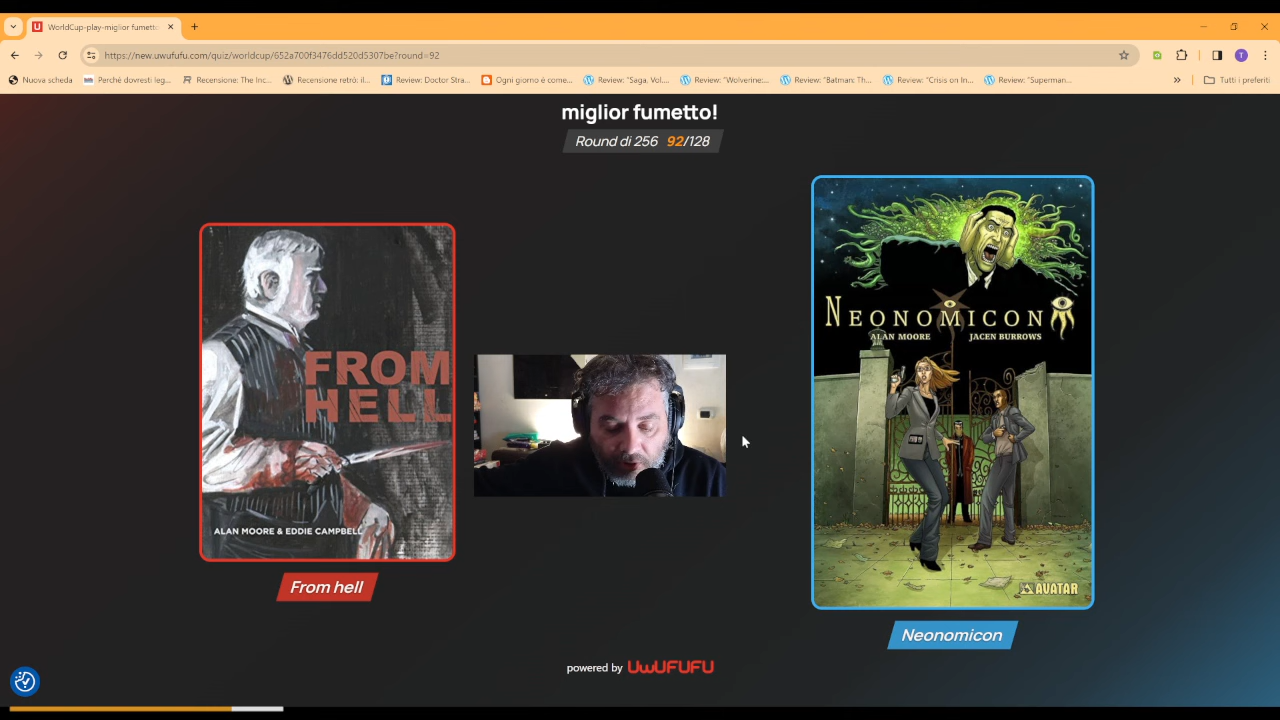 WorldCup-play-miglior fumetto:
https://new.uwufufu.com/quiz/worldcup/652a700f3476dd520d5307be?round=92
T
Nuova scheda
Perchè dovresti leg...
Recensione: The Inc...
Recensione retrò: il...
Review: Doctor Stra...
Ogni giorno è come...
Review: "Saga, Vol....
Review: "Wolverine:...
Review: "Batman: Th...
Review: "Crisis on In...
Review: "Superman...
»
Tutti i preferiti
miglior fumetto!
Round di 256 92/128
FROM
HELL
ALAN MOORE & EDDIE CAMPBELL
From hell
NEONOMICON
ALAN MOORE JACEN BURROWS
AVATAR
Neonomicon
powered by UwUFUFU